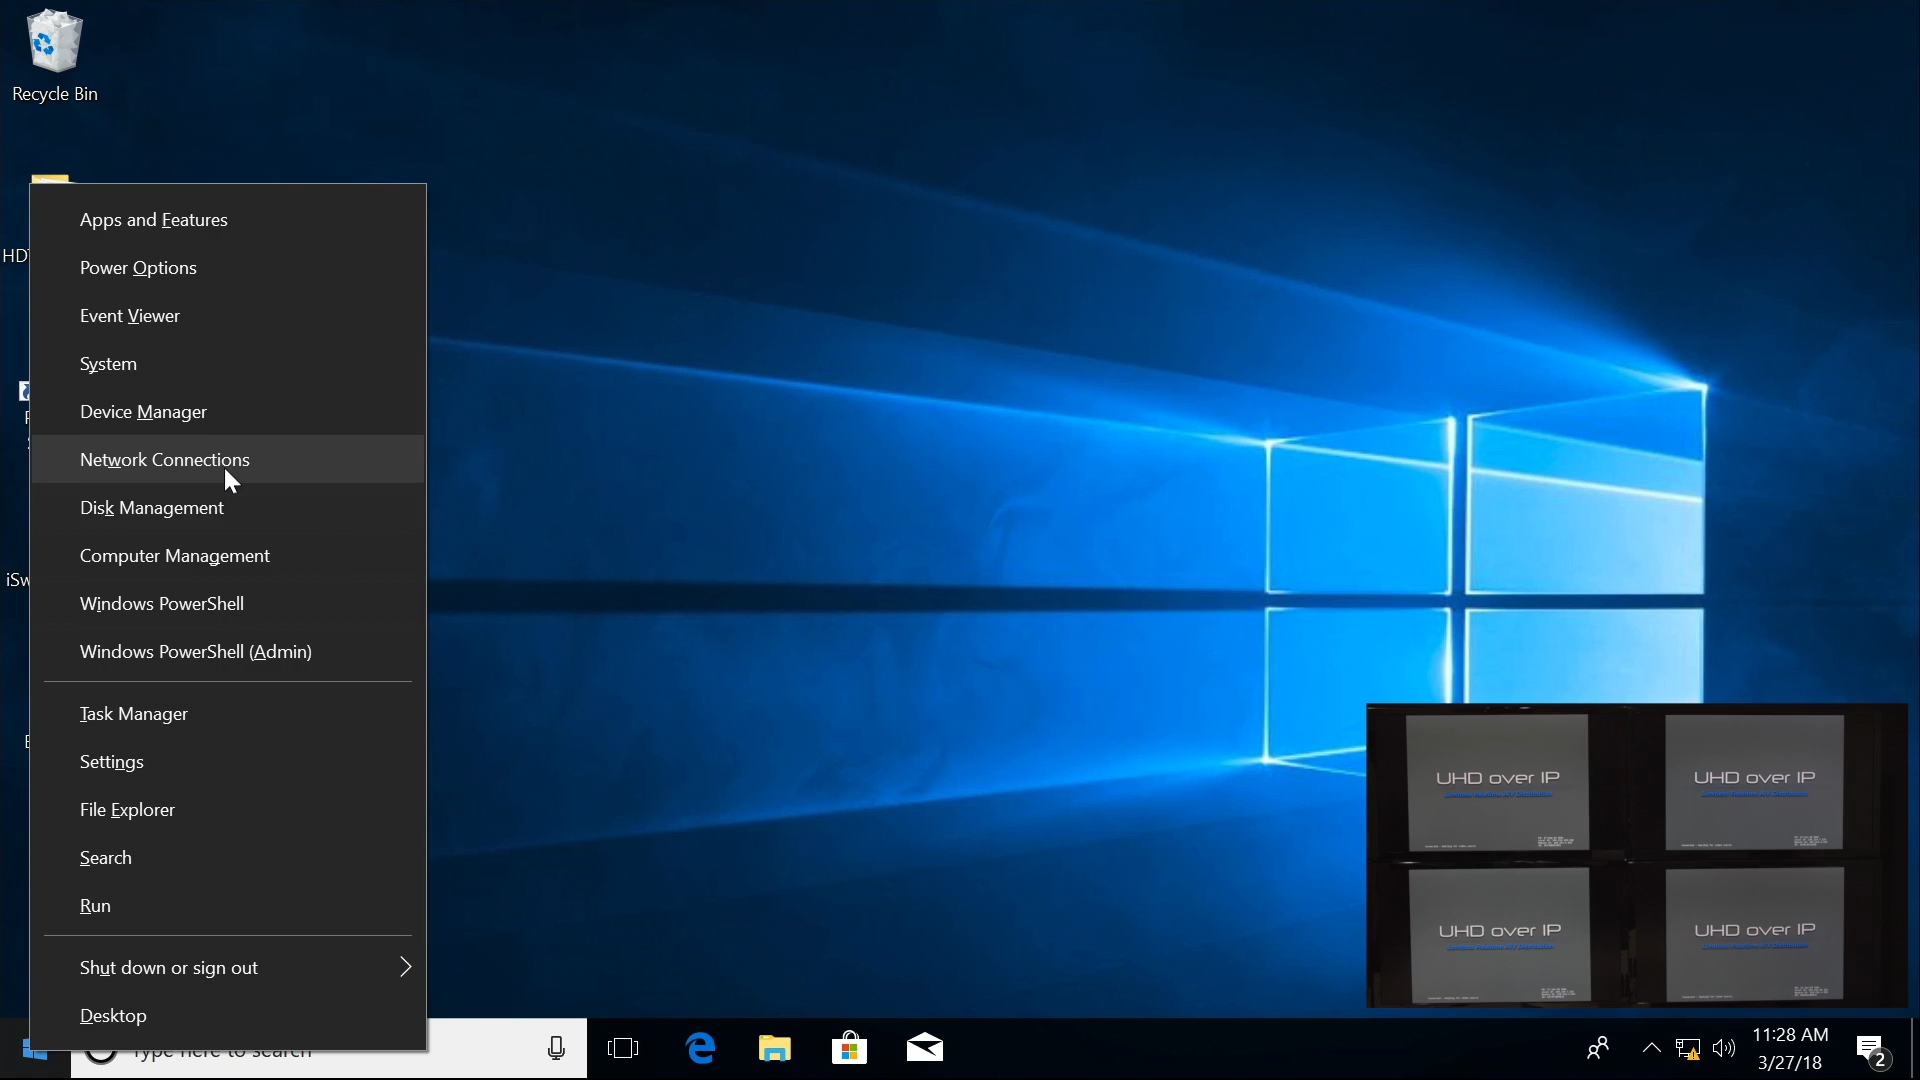 Recycle Bin
HD
Apps and Features
Power Options
Event Viewer
System
Device Manager
Network Connections
Disk Management
Computer Management
iSw
Windows PowerShell
Windows PowerShell (Admin)
Task Manager
Settings
File Explorer
Search
Run
Shut down or sign out
Desktop
Type here to search
UHD over IP
UHD over IP
UHD over IP
UHD over IP
11:28 AM
3/27/18
2